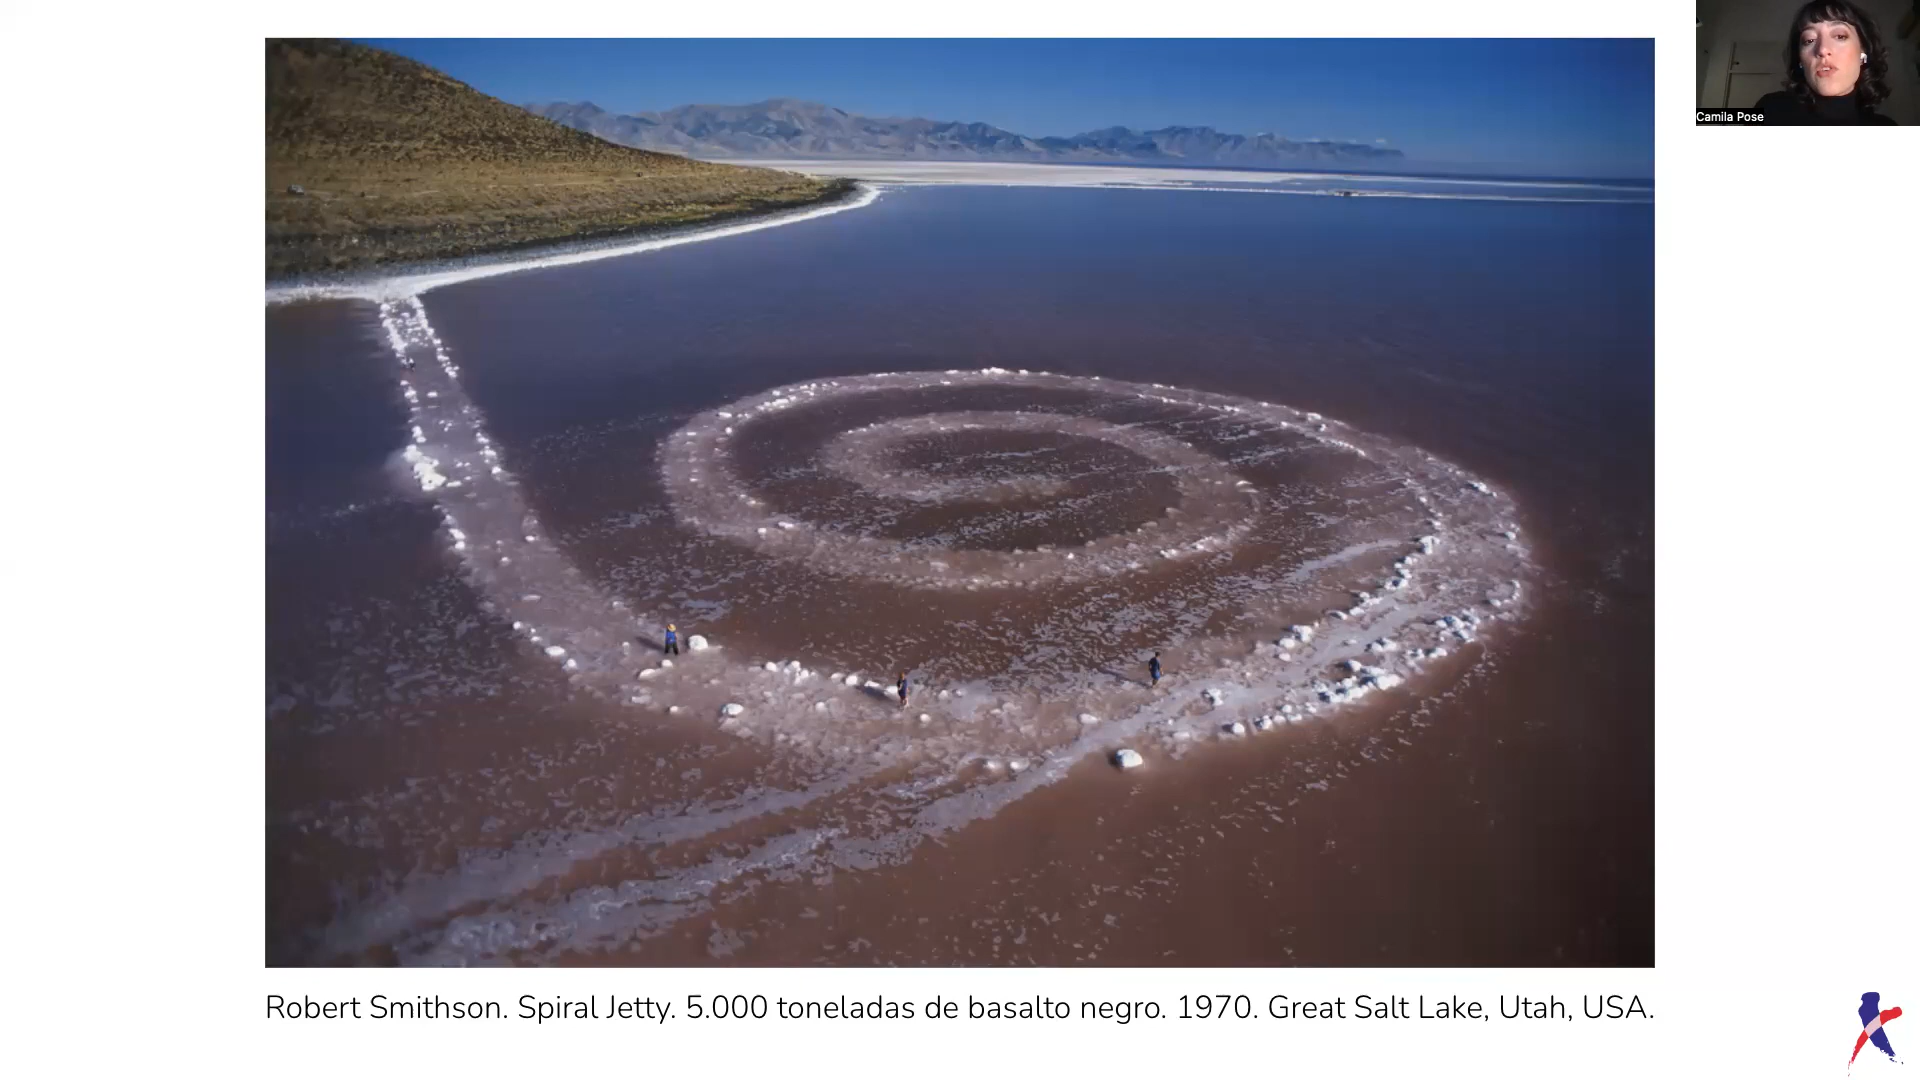 Camila Pose
Robert Smithson. Spiral Jetty. 5.000 toneladas de basalto negro. 1970. Great Salt Lake, Utah, USA.